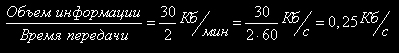 Объем информации / Время передачи = 30/2 Кб/мин = 30/(2·60) Кб/с = 0,25 Кб/с